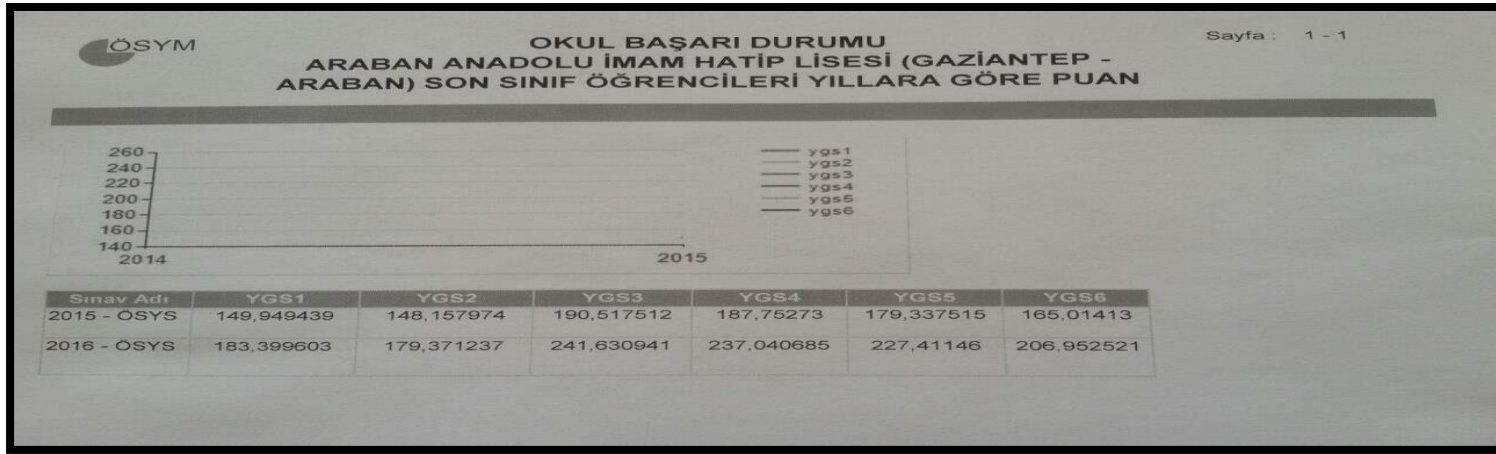 ÖSYM
Sayfa : 1 - 1
OKUL BAŞARI DURUMU
ARABAN ANADOLU İMAM HATİP LİSESİ (GAZİANTEP -
ARABAN) SON SINIF ÖĞRENCİLERİ YILLARA GÖRE PUAN
260
240
220
200
180
160
140
2014 2015
ygs1
ygs2
ygs3
ygs4
ygs5
ygs6
Sınav Adı YGS1 YGS2 YGS3 YGS4 YGS5 YGS6
2015 - ÖSYS 149,949439 148,157974 190,517512 187,75273 179,337515 165,01413
2016 - ÖSYS 183,399603 179,371237 241,630941 237,040685 227,41146 206,952521